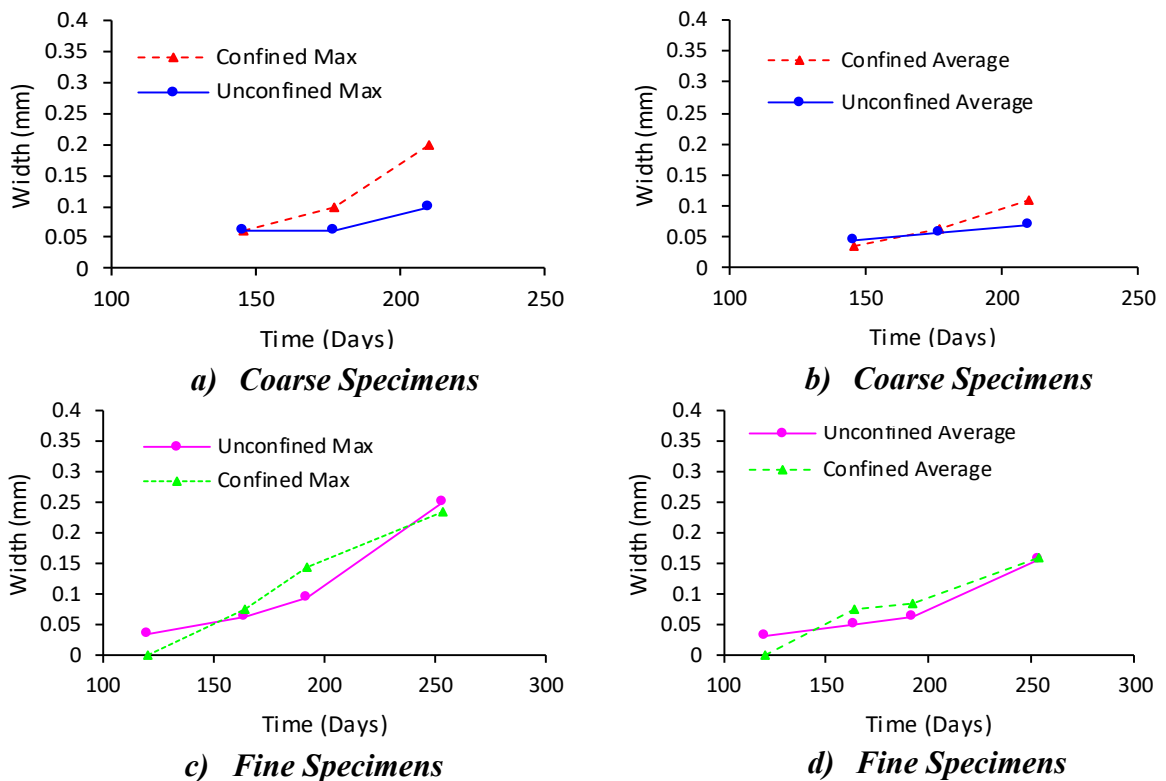 0.4
0.35
0.3
0.25
0.2
0.15
0.1
0.05
0
Width (mm)
Confined Max
Unconfined Max
100 150 200 250
Time (Days)
a) Coarse Specimens
0.4
0.35
0.3
0.25
0.2
0.15
0.1
0.05
0
Width (mm)
Confined Average
Unconfined Average
100 150 200 250
Time (Days)
b) Coarse Specimens
0.4
0.35
0.3
0.25
0.2
0.15
0.1
0.05
0
Width (mm)
Unconfined Max
Confined Max
100 150 200 250 300
Time (Days)
c) Fine Specimens
0.4
0.35
0.3
0.25
0.2
0.15
0.1
0.05
0
Width (mm)
Unconfined Average
Confined Average
100 150 200 250 300
Time (Days)
d) Fine Specimens